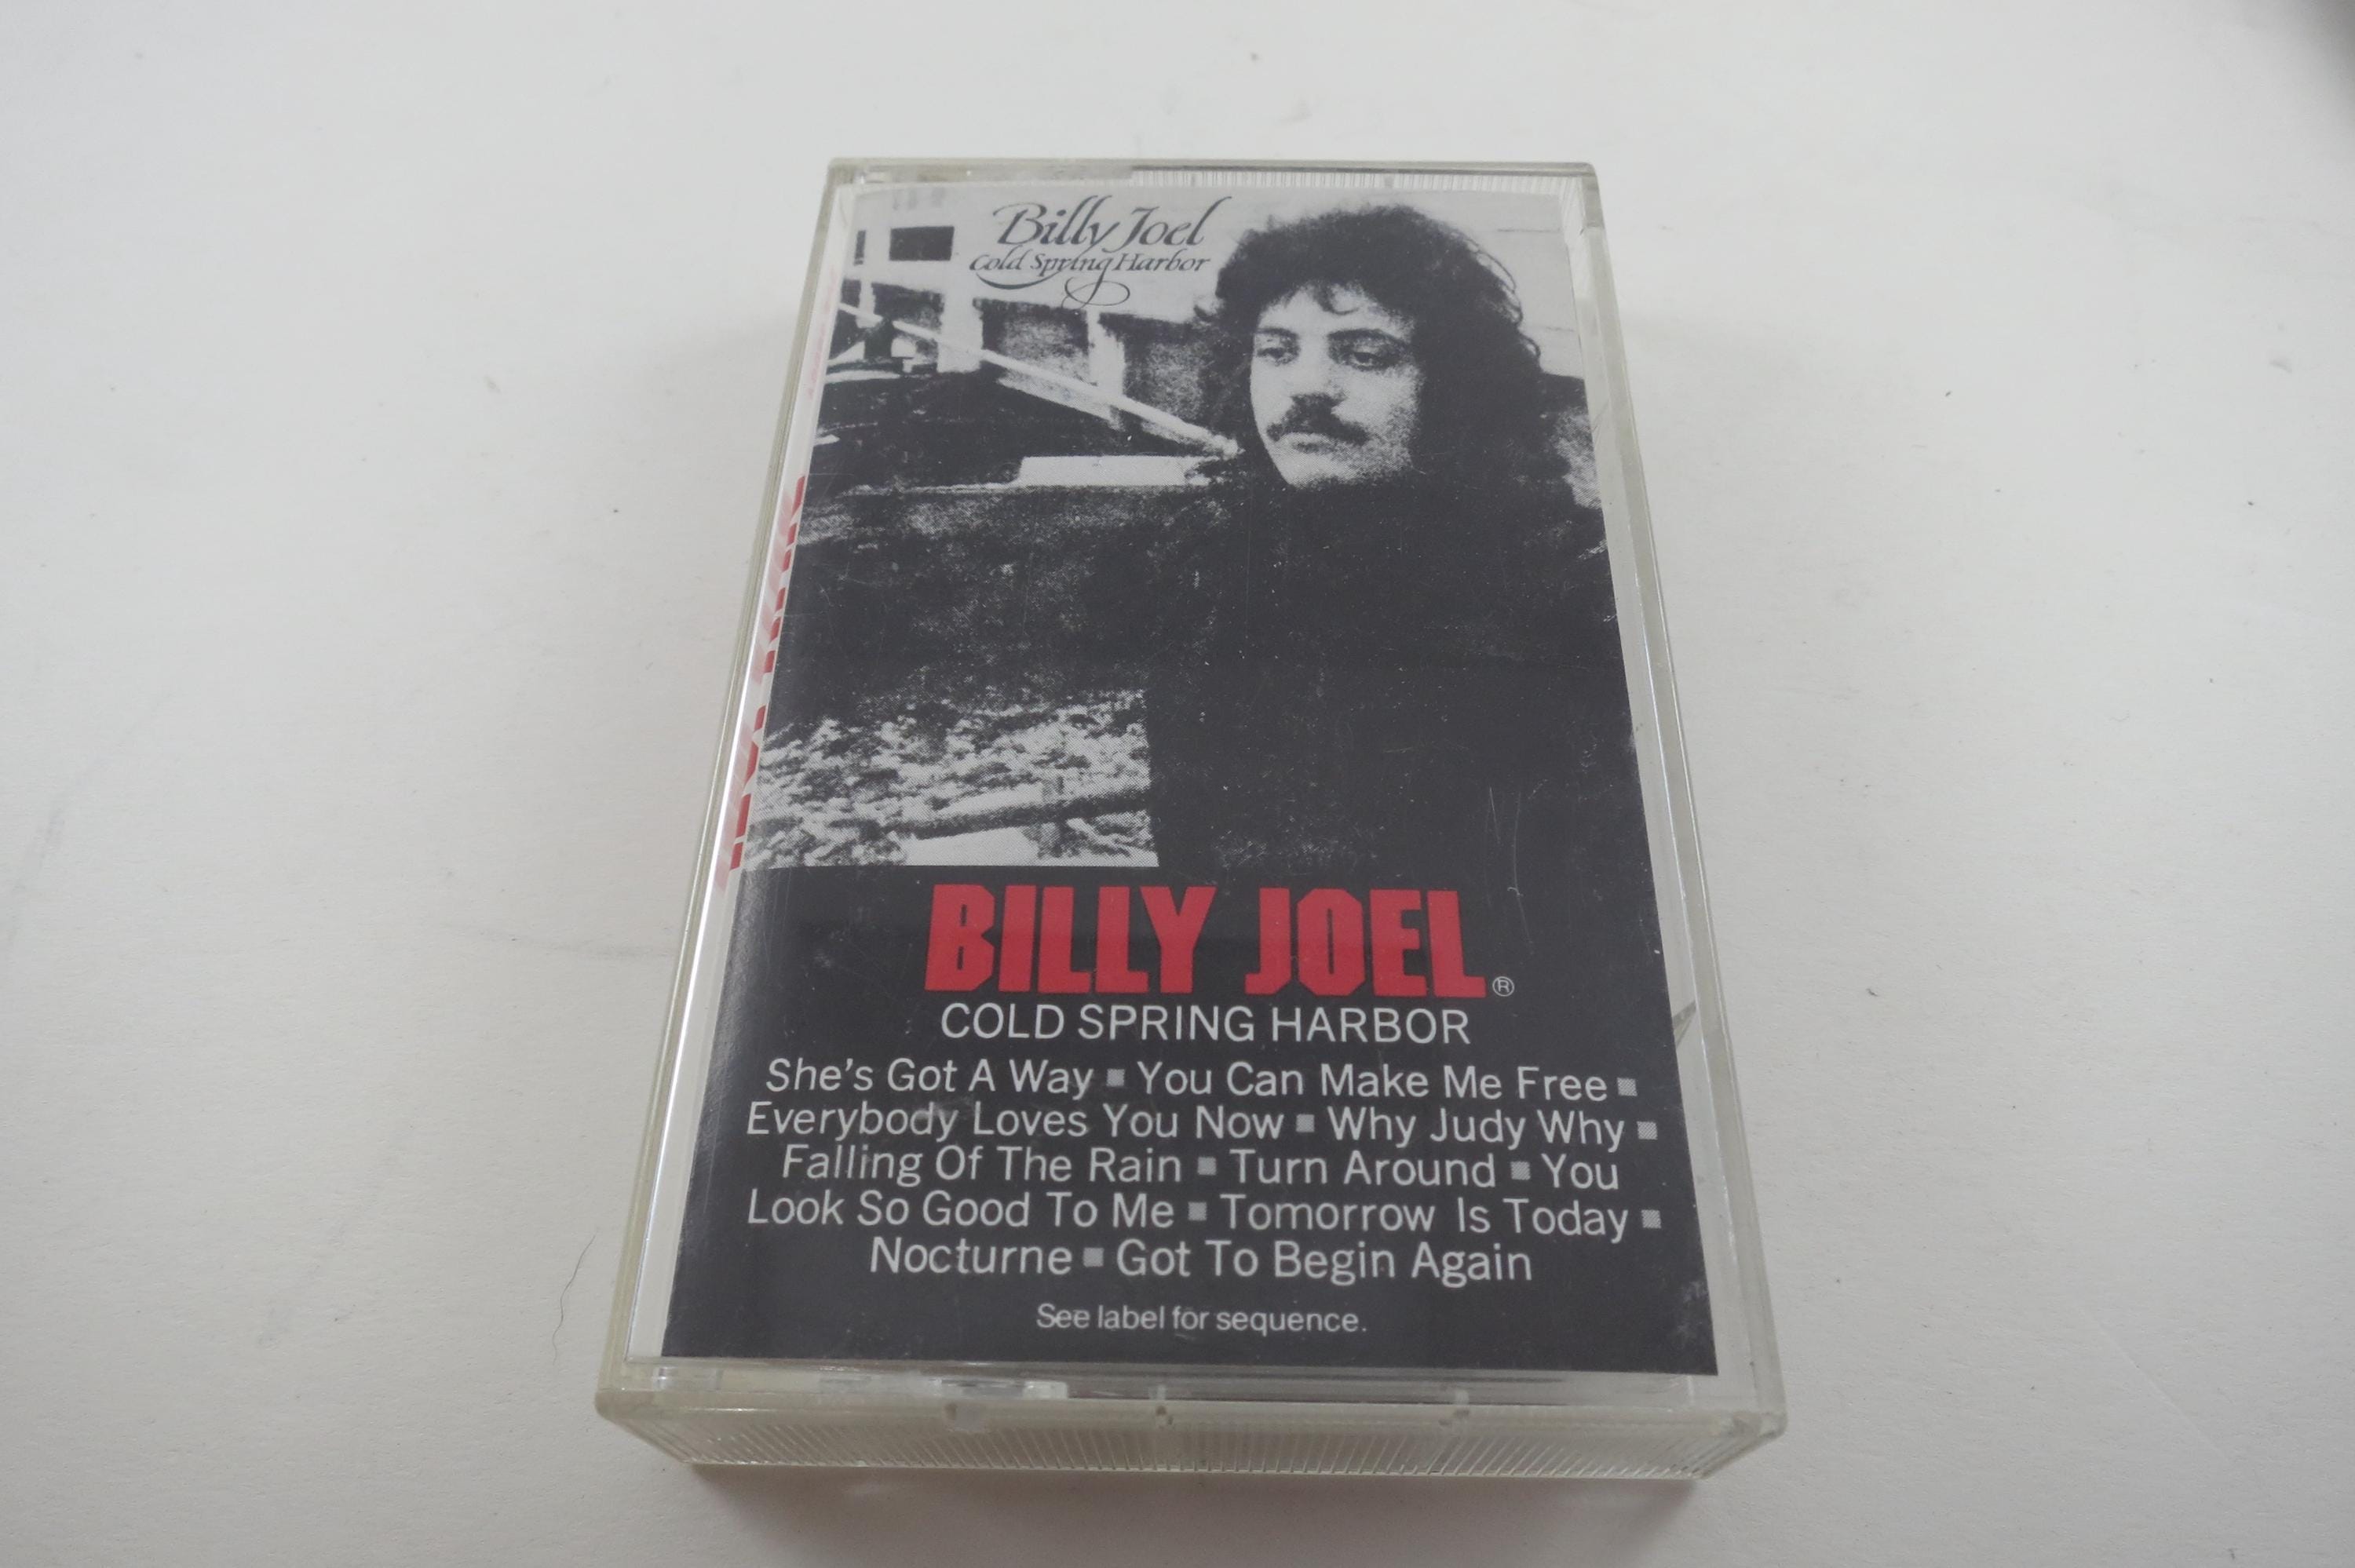 Billy Joel
Cold Spring Harbor
BILLY JOEL®
COLD SPRING HARBOR
She's Got A Way ▪ You Can Make Me Free ▪
Everybody Loves You Now ▪ Why Judy Why ▪
Falling Of The Rain ▪ Turn Around ▪ You
Look So Good To Me ▪ Tomorrow Is Today ▪
Nocturne ▪ Got To Begin Again
See label for sequence.